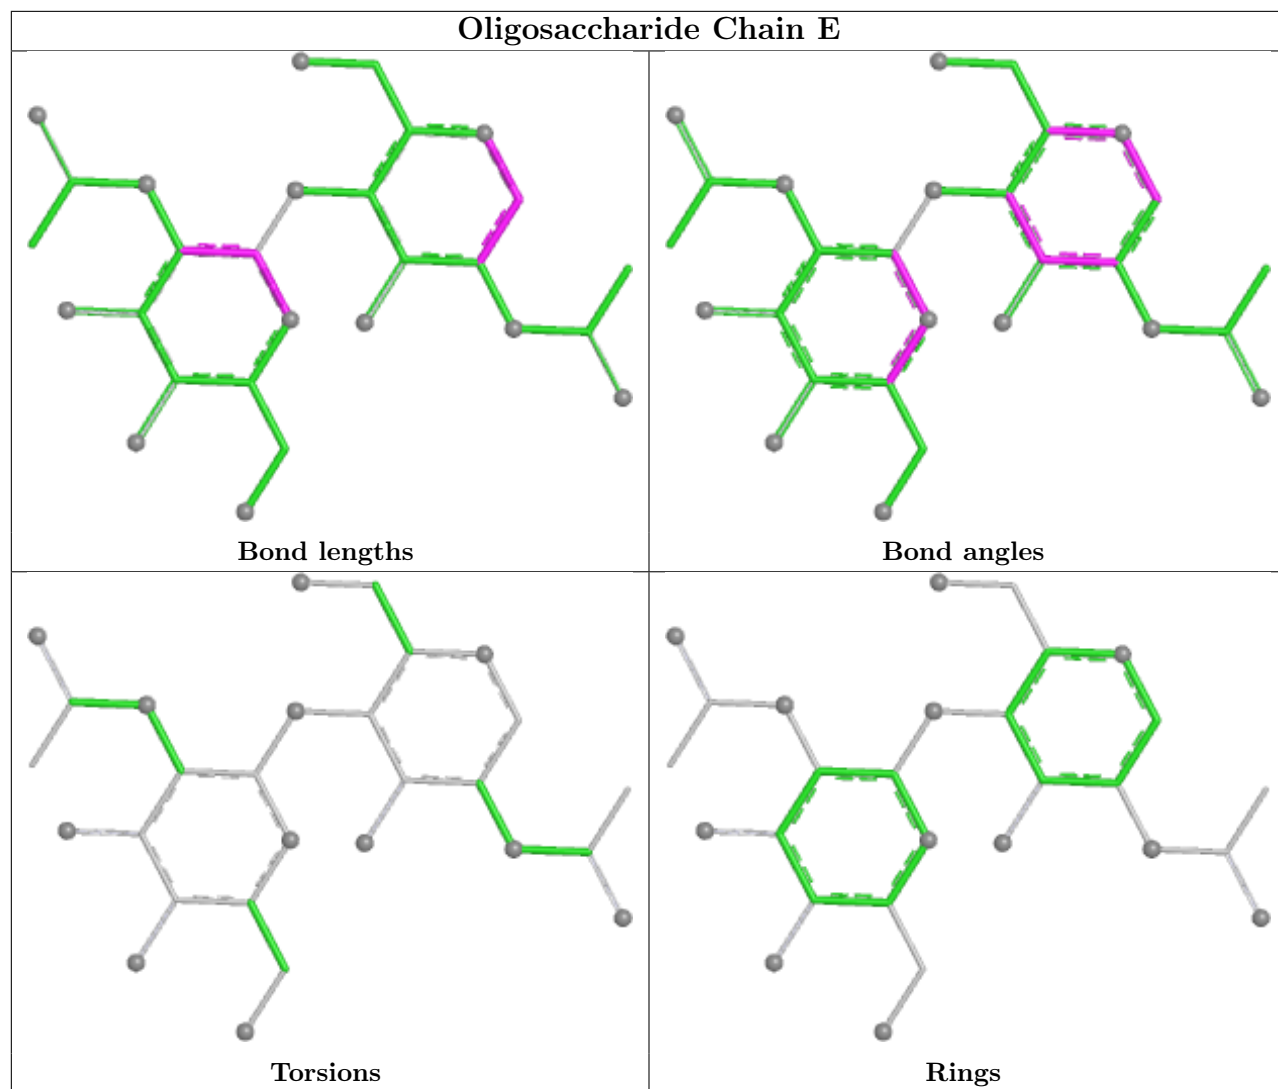 Oligosaccharide Chain E
Bond lengths
Bond angles
Torsions
Rings